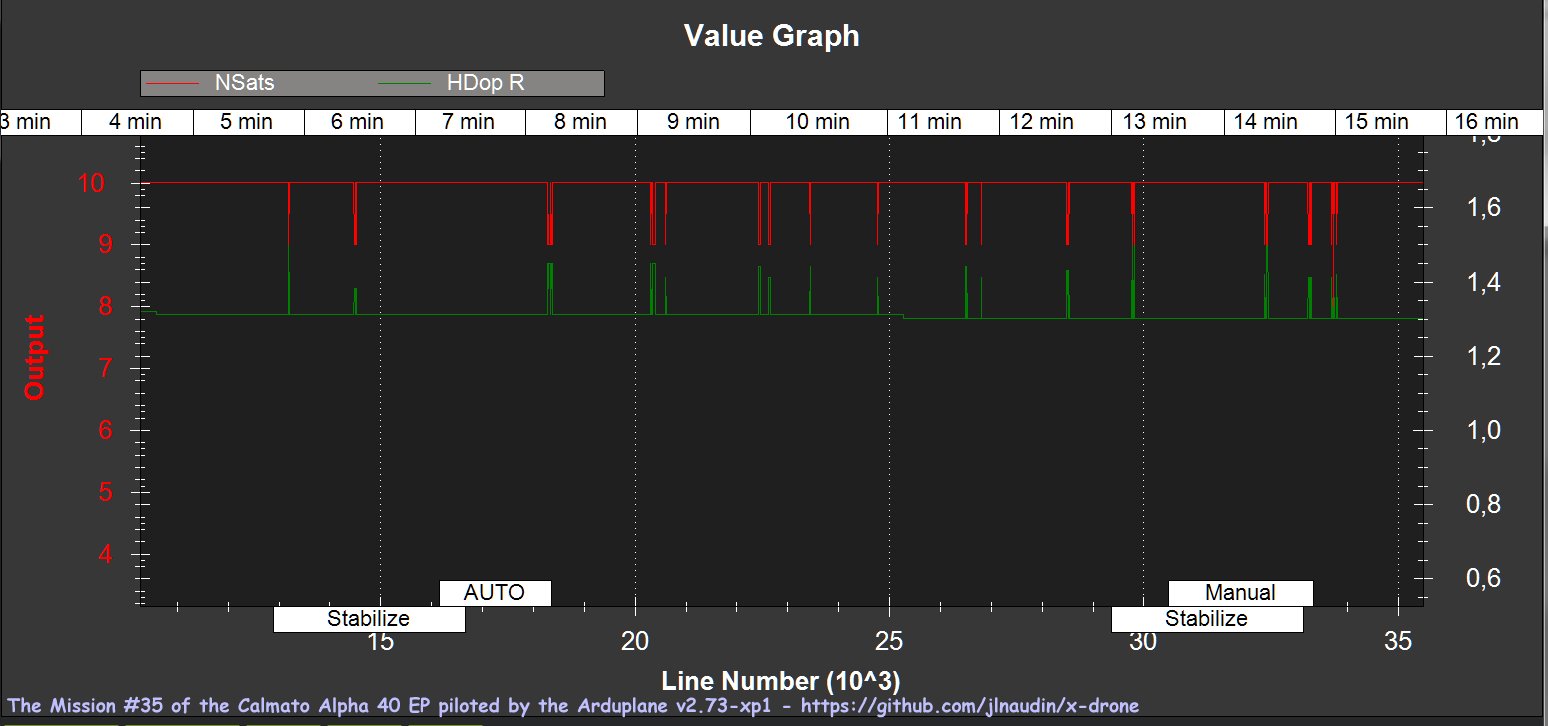 Value Graph
NSats HDop R
3 min 4 min 5 min 6 min 7 min 8 min 9 min 10 min 11 min 12 min 13 min 14 min 15 min 16 min
10 1,6
9
8 1,4
7 1,2
6 1,0
5 0,8
4 0,6
Output
AUTO Manual
Stabilize Stabilize
15 20 25 30 35
Line Number (10^3)
The Mission #35 of the Calmato Alpha 40 EP piloted by the Arduplane v2.73-xp1 - https://github.com/jlnaudin/x-drone